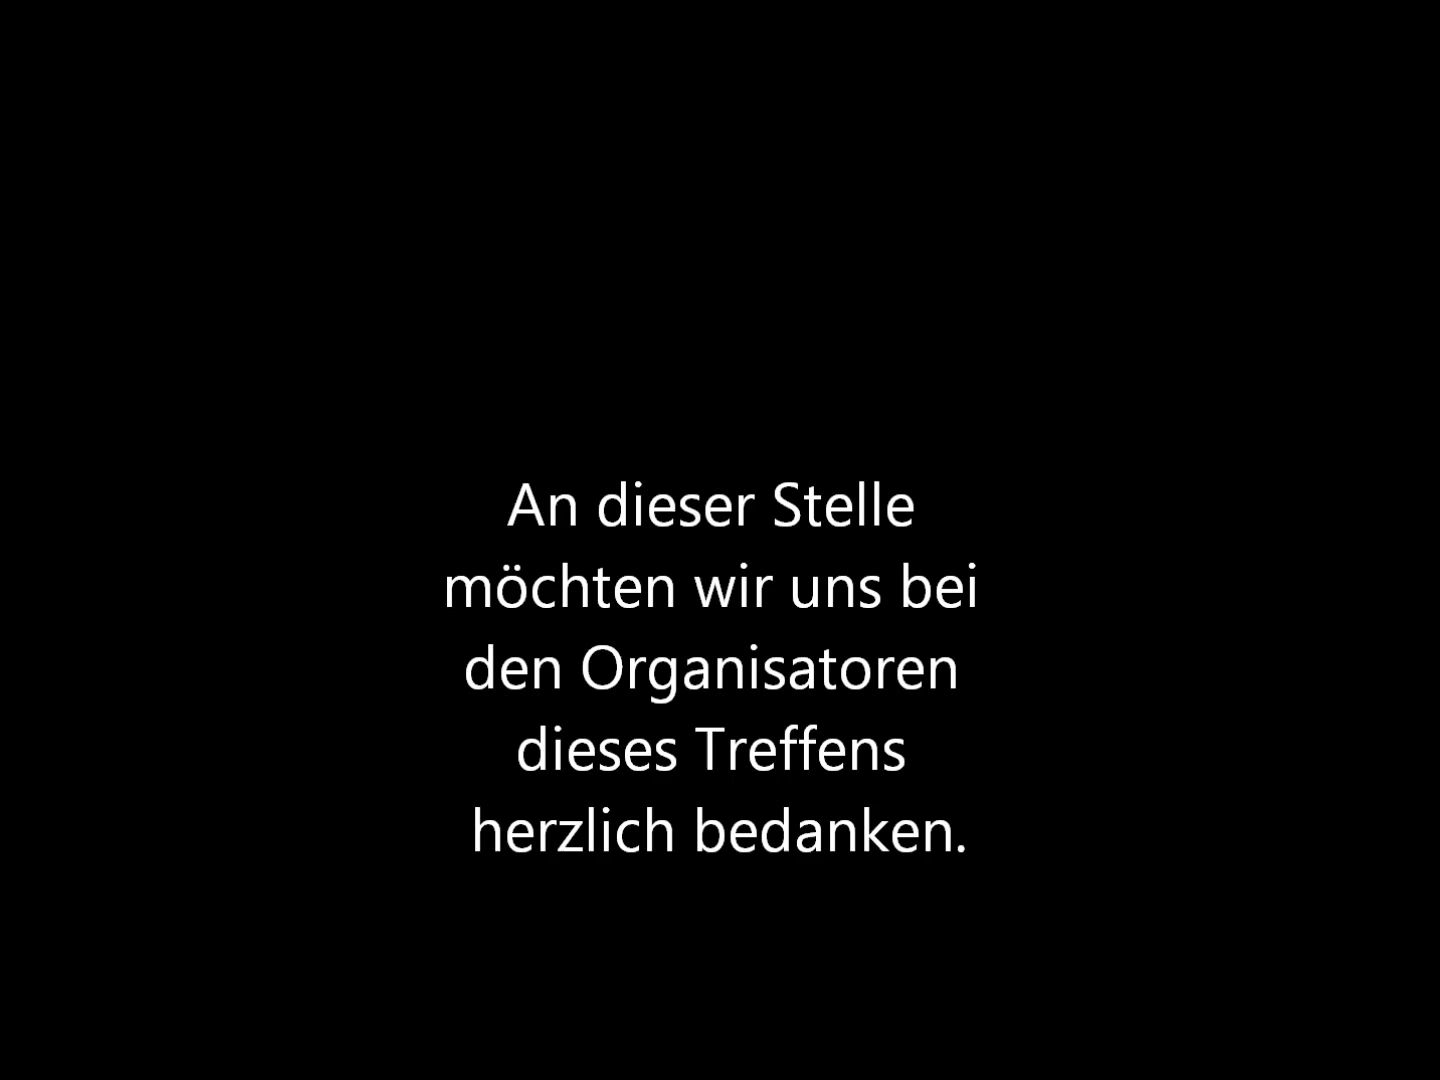 An dieser Stelle
möchten wir uns bei
den Organisatoren
dieses Treffens
herzlich bedanken.